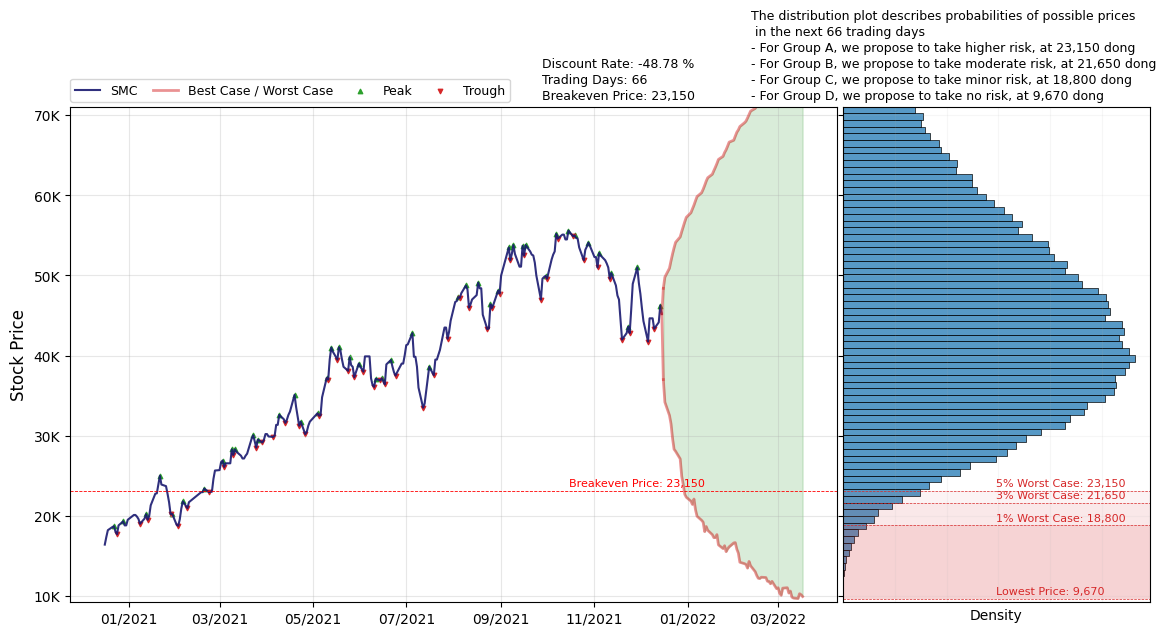 The distribution plot describes probabilities of possible prices
in the next 66 trading days
- For Group A, we propose to take higher risk, at 23,150 dong
- For Group B, we propose to take moderate risk, at 21,650 dong
- For Group C, we propose to take minor risk, at 18,800 dong
- For Group D, we propose to take no risk, at 9,670 dong
Discount Rate: -48.78 %
Trading Days: 66
Breakeven Price: 23,150
SMC Best Case / Worst Case Peak Trough
Stock Price
70K
60K
50K
40K
30K
20K
10K
Breakeven Price: 23,150
5% Worst Case: 23,150
3% Worst Case: 21,650
1% Worst Case: 18,800
Lowest Price: 9,670
01/2021 03/2021 05/2021 07/2021 09/2021 11/2021 01/2022 03/2022
Density